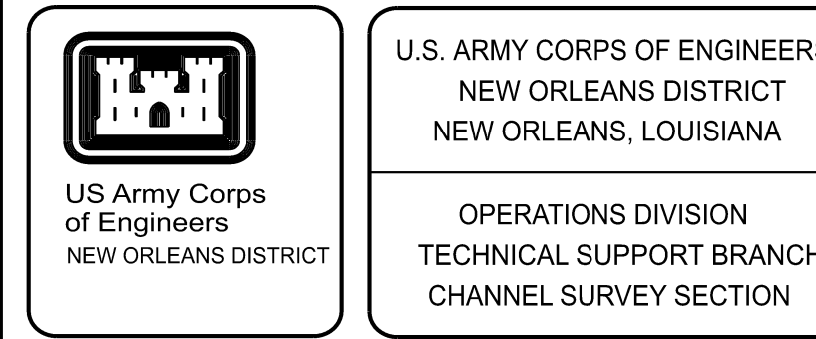 US Army Corps
of Engineers
NEW ORLEANS DISTRICT
U.S. ARMY CORPS OF ENGINEERS
NEW ORLEANS DISTRICT
NEW ORLEANS, LOUISIANA
OPERATIONS DIVISION
TECHNICAL SUPPORT BRANCH
CHANNEL SURVEY SECTION